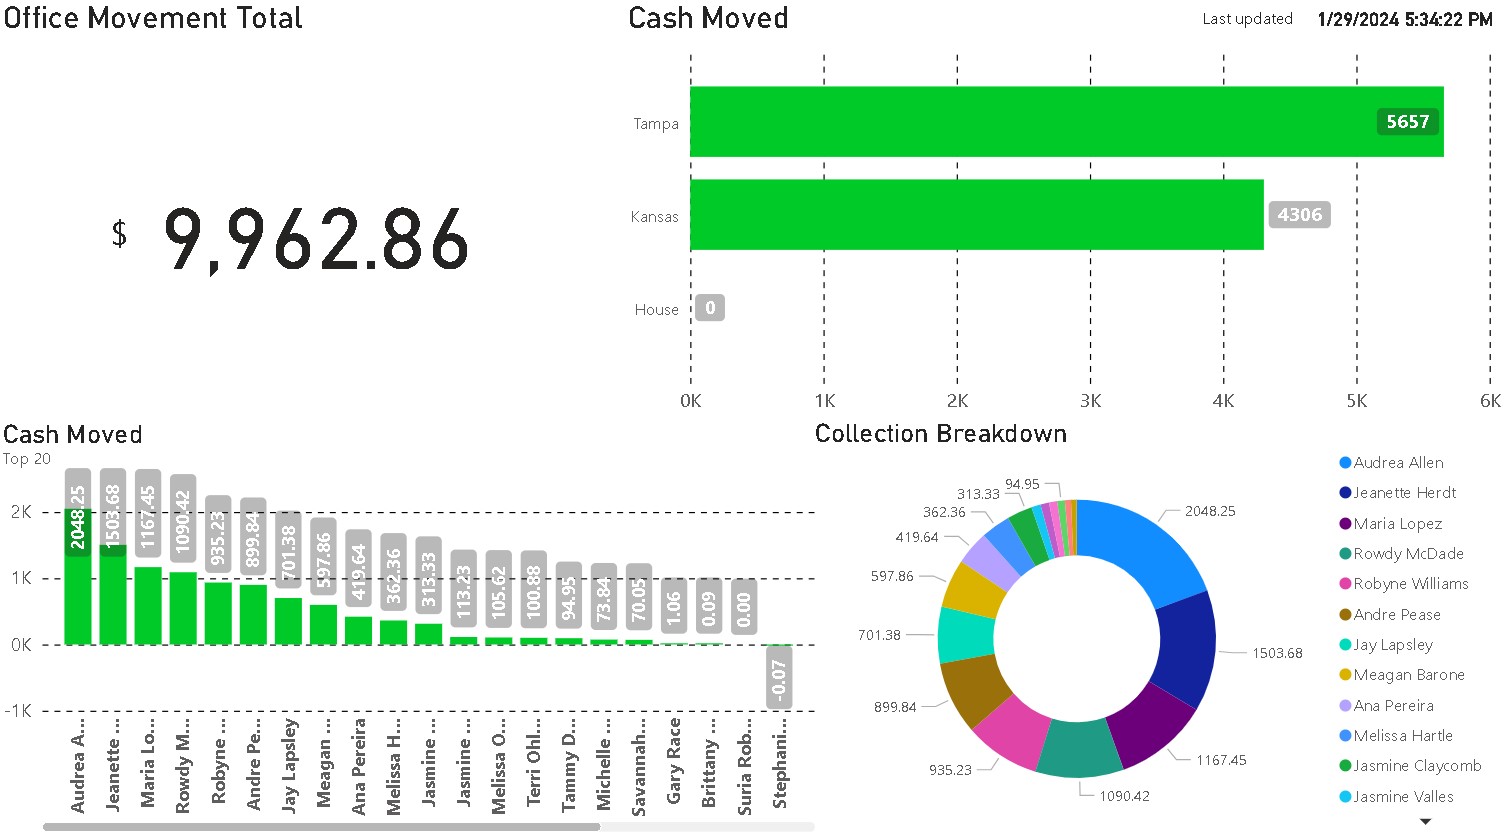 Office Movement Total
$ 9,962.86
Cash Moved
Last updated 1/29/2024 5:34:22 PM
Tampa 5657
Kansas 4306
House 0
0K 1K 2K 3K 4K 5K 6K
Cash Moved
Top 20
2K
1K
0K
-1K
2048.25
1503.68
1167.45
1090.42
935.23
899.84
701.38
597.86
419.64
362.36
313.33
113.23
105.62
100.88
94.95
73.84
70.05
1.06
0.09
0.00
-0.07
Audrea A...
Jeanette ...
Maria Lo...
Rowdy M...
Robyne ...
Andre Pe...
Jay Lapsley
Meagan ...
Ana Pereira
Melissa H...
Jasmine ...
Jasmine ...
Melissa O...
Terri Ohl...
Tammy D...
Michelle ...
Savannah...
Gary Race
Brittany ...
Suria Rob...
Stephani...
Collection Breakdown
2048.25
1503.68
1167.45
1090.42
935.23
899.84
701.38
597.86
419.64
362.36
313.33
94.95
Audrea Allen
Jeanette Herdt
Maria Lopez
Rowdy McDade
Robyne Williams
Andre Pease
Jay Lapsley
Meagan Barone
Ana Pereira
Melissa Hartle
Jasmine Claycomb
Jasmine Valles